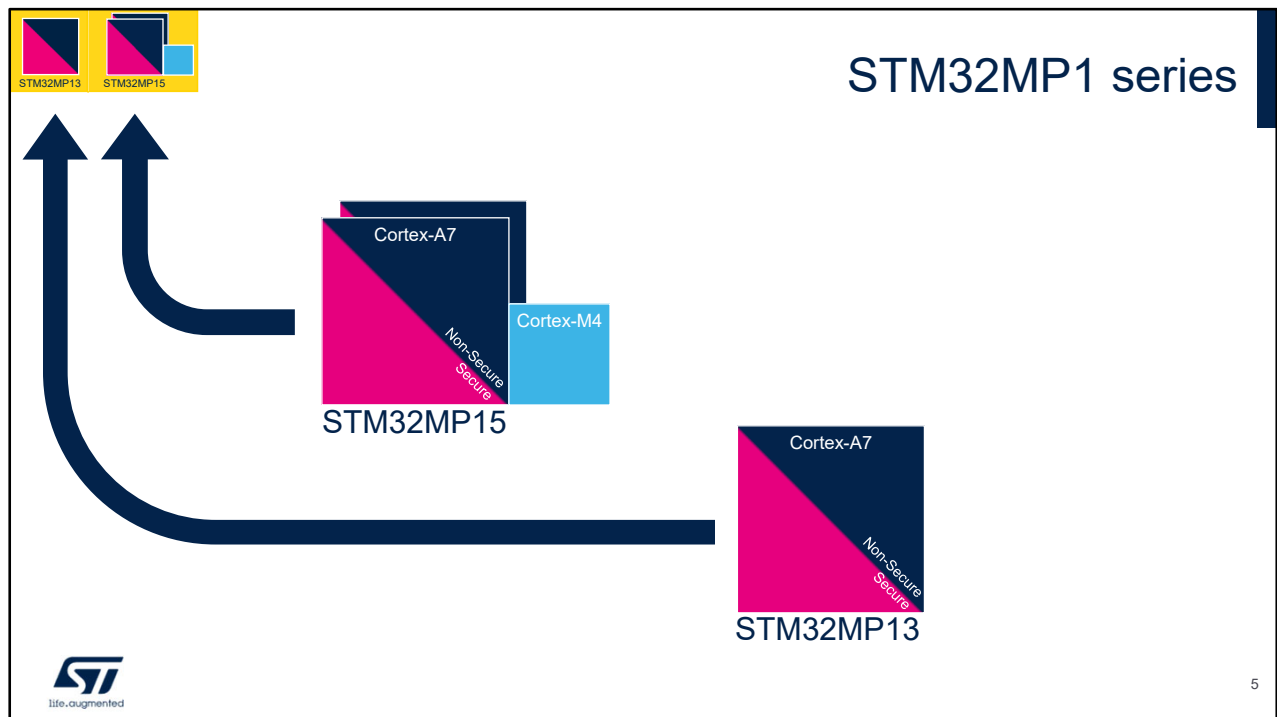 STM32MP13
STM32MP15
STM32MP1 series
Cortex-A7
Cortex-M4
Non-Secure
Secure
STM32MP15
Cortex-A7
Non-Secure
Secure
STM32MP13
ST
life.augmented
5